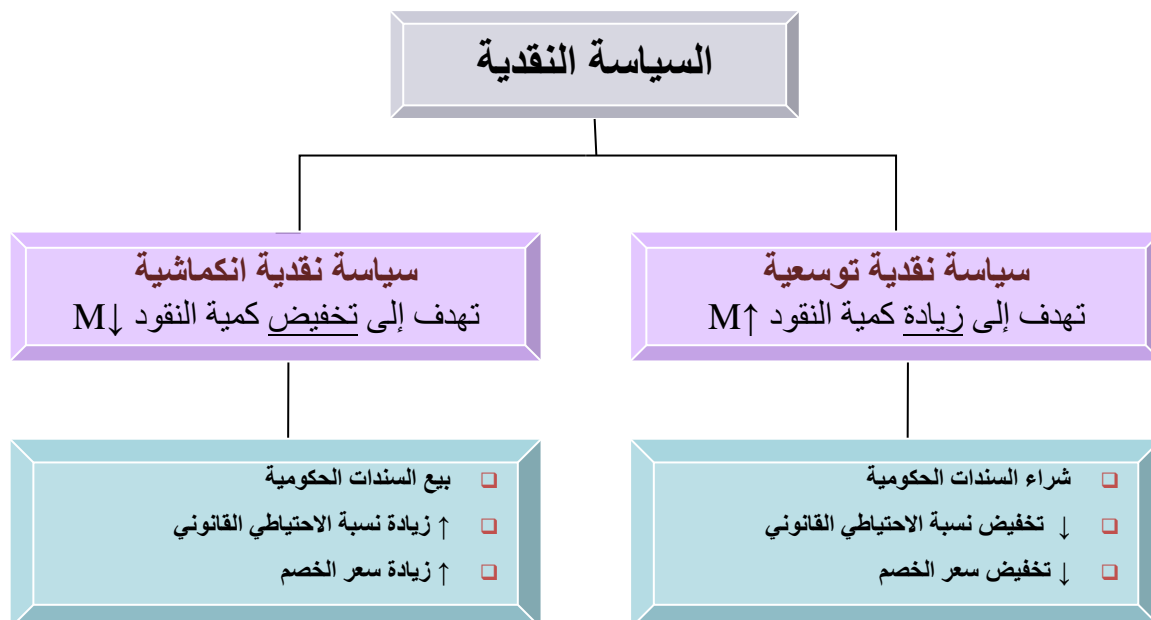 السياسة النقدية
سياسة نقدية توسعية
تهدف إلى زيادة كمية النقود M↑
شراء السندات الحكومية
↓ تخفيض نسبة الاحتياطي القانوني
↓ تخفيض سعر الخصم
سياسة نقدية انكماشية
تهدف إلى تخفيض كمية النقود M↓
بيع السندات الحكومية
↑ زيادة نسبة الاحتياطي القانوني
↑ زيادة سعر الخصم